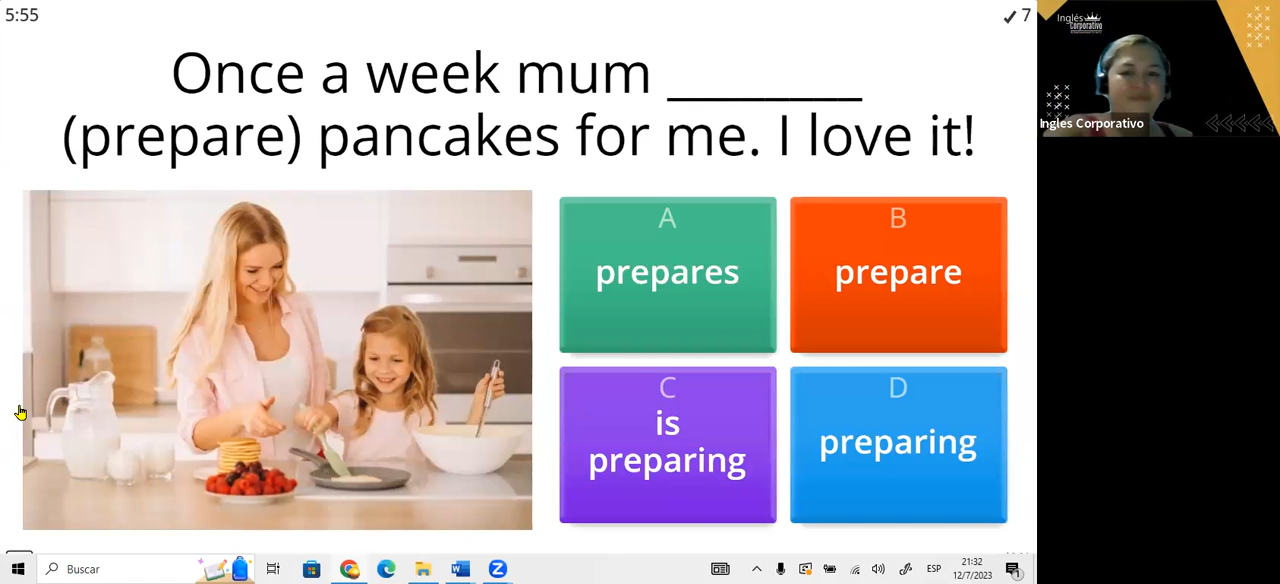 5:55
✓ 7
Once a week mum ________
(prepare) pancakes for me. I love it!
A
prepares
B
prepare
C
is
preparing
D
preparing
Inglés
Corporativo
Ingles Corporativo
Buscar
ESP
21:32
12/7/2023
1